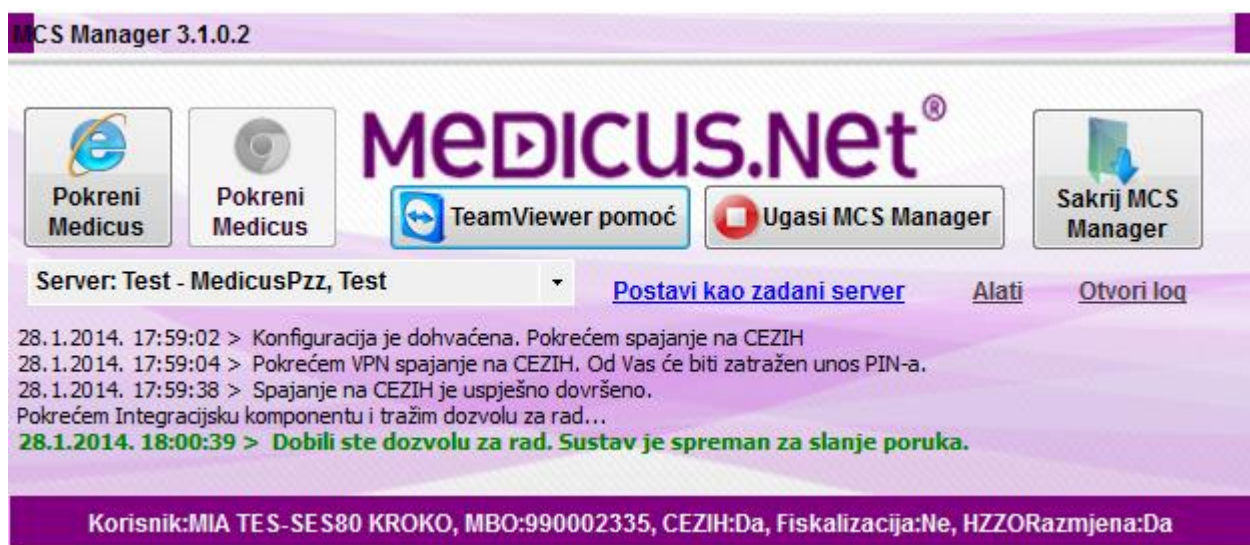 MCS Manager 3.1.0.2
MEDICUS.Net®
Pokreni
Medicus
Pokreni
Medicus
TeamViewer pomoć
Ugasi MCS Manager
Sakrij MCS
Manager
Server: Test - MedicusPzz, Test
Postavi kao zadani server
Alati
Otvori log
28.1.2014. 17:59:02 > Konfiguracija je dohvaćena. Pokrećem spajanje na CEZIH
28.1.2014. 17:59:04 > Pokrećem VPN spajanje na CEZIH. Od Vas će biti zatražen unos PIN-a.
28.1.2014. 17:59:38 > Spajanje na CEZIH je uspješno dovršeno.
Pokrećem Integracijsku komponentu i tražim dozvolu za rad...
28.1.2014. 18:00:39 > Dobili ste dozvolu za rad. Sustav je spreman za slanje poruka.
Korisnik:MIA TES-SES80 KROKO, MBO:990002335, CEZIH:Da, Fiskalizacija:Ne, HZZORazmjena:Da